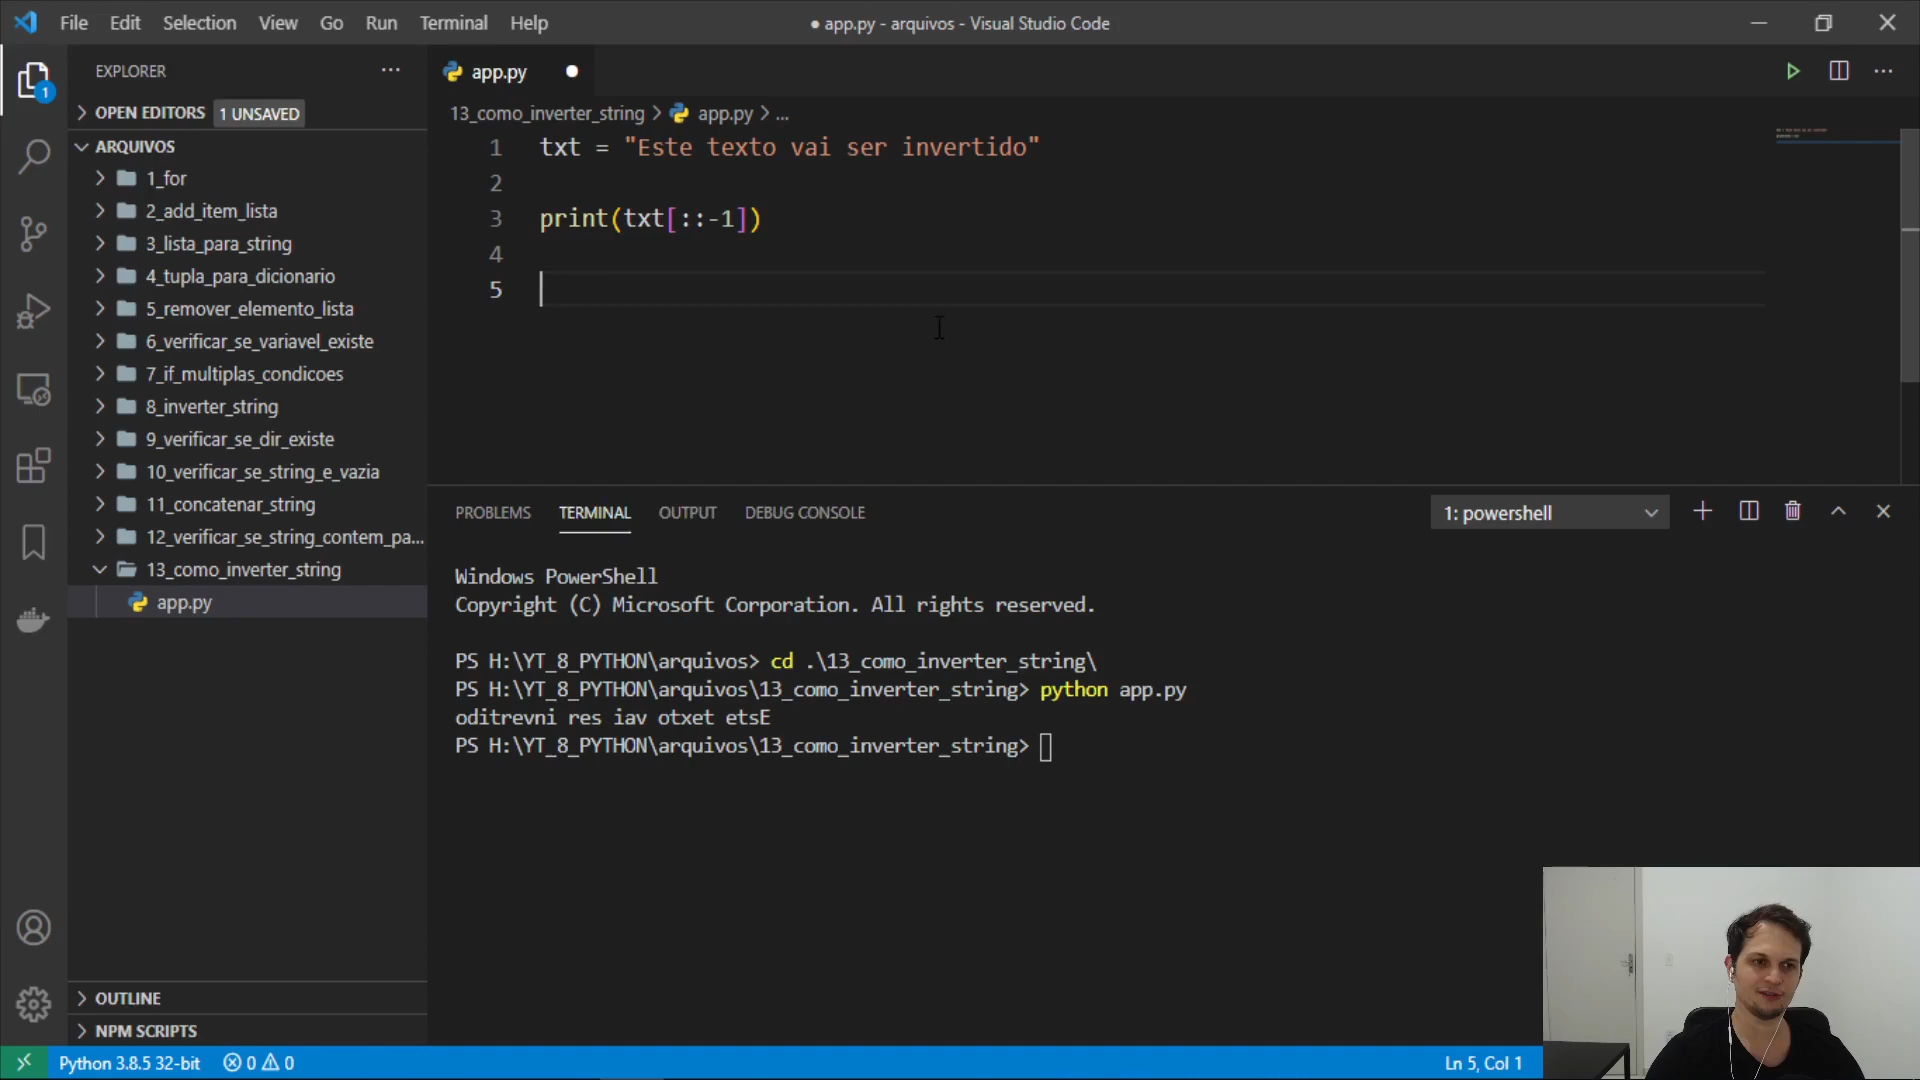 File Edit Selection View Go Run Terminal Help
● app.py - arquivos - Visual Studio Code
EXPLORER
1
OPEN EDITORS 1 UNSAVED
ARQUIVOS
1_for
2_add_item_lista
3_lista_para_string
4_tupla_para_dicionario
5_remover_elemento_lista
6_verificar_se_variavel_existe
7_if_multiplas_condicoes
8_inverter_string
9_verificar_se_dir_existe
10_verificar_se_string_e_vazia
11_concatenar_string
12_verificar_se_string_contem_pa...
13_como_inverter_string
app.py
OUTLINE
NPM SCRIPTS
app.py
13_como_inverter_string > app.py > ...
1 txt = "Este texto vai ser invertido"
2
3 print(txt[::-1])
4
5
PROBLEMS TERMINAL OUTPUT DEBUG CONSOLE
1: powershell
Windows PowerShell
Copyright (C) Microsoft Corporation. All rights reserved.
PS H:\YT_8_PYTHON\arquivos> cd .\13_como_inverter_string\
PS H:\YT_8_PYTHON\arquivos\13_como_inverter_string> python app.py
oditrevni res iav otxet etsE
PS H:\YT_8_PYTHON\arquivos\13_como_inverter_string>
Python 3.8.5 32-bit 0 0
Ln 5, Col 1